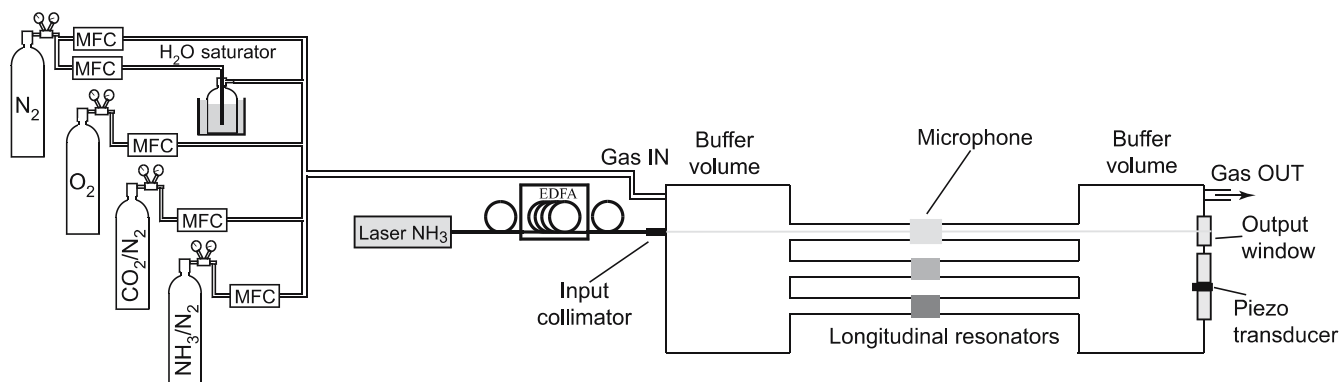 MFC
H₂O saturator
MFC
N₂
MFC
O₂
MFC
CO₂/N₂
MFC
NH₃/N₂
Gas IN
EDFA
Laser NH₃
Input
collimator
Buffer
volume
Microphone
Longitudinal resonators
Buffer
volume
Gas OUT
Output
window
Piezo
transducer